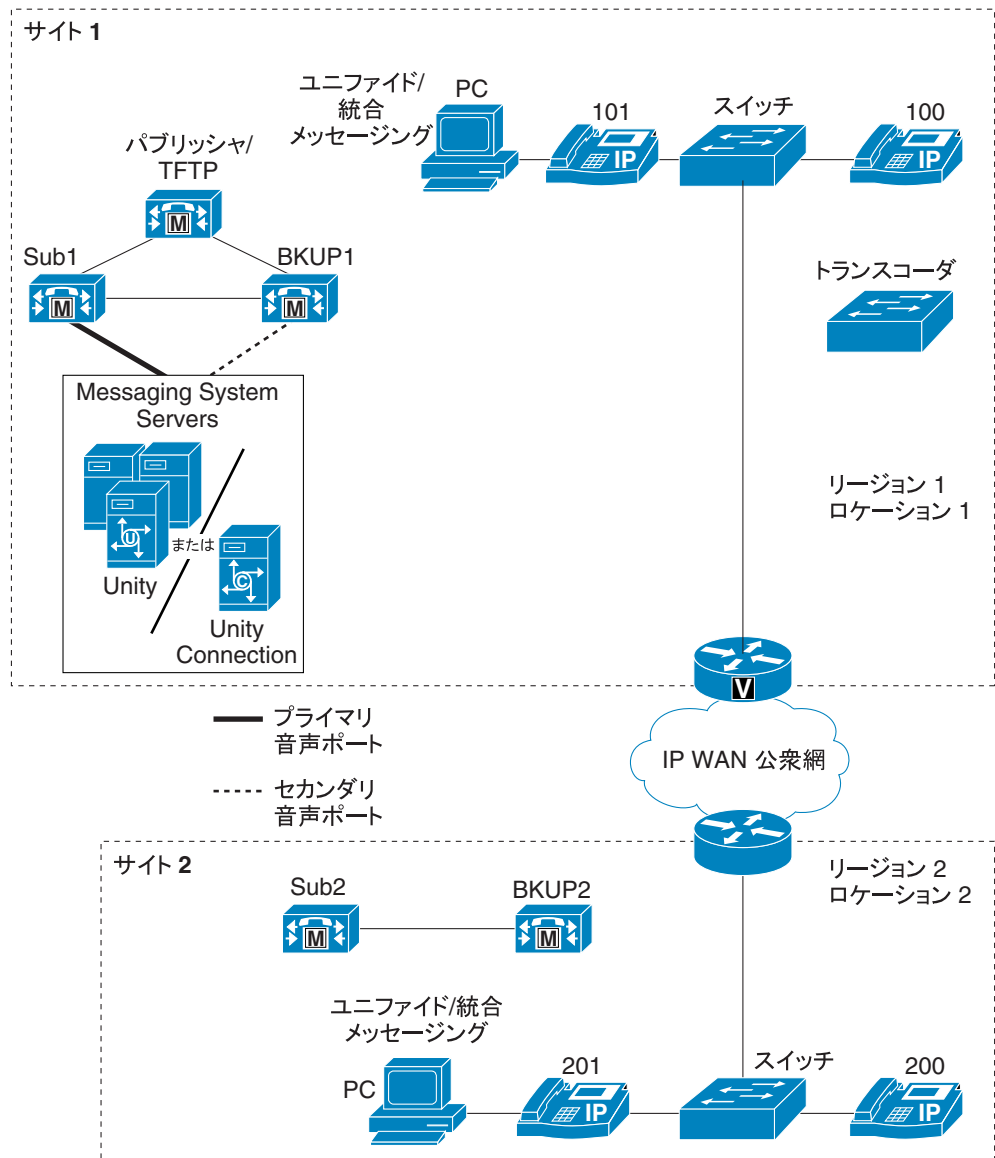 サイト 1
ユニファイド/
統合
メッセージング
PC
101
スイッチ
100
IP
IP
パブリッシャ/
TFTP
M
Sub1
BKUP1
M
M
トランスコーダ
Messaging System
Servers
U
または
Unity
C
Unity
Connection
リージョン 1
ロケーション 1
V
プライマリ
音声ポート
IP WAN 公衆網
セカンダリ
音声ポート
サイト 2
リージョン 2
ロケーション 2
Sub2
BKUP2
M
M
ユニファイド/統合
メッセージング
PC
201
スイッチ
200
IP
IP